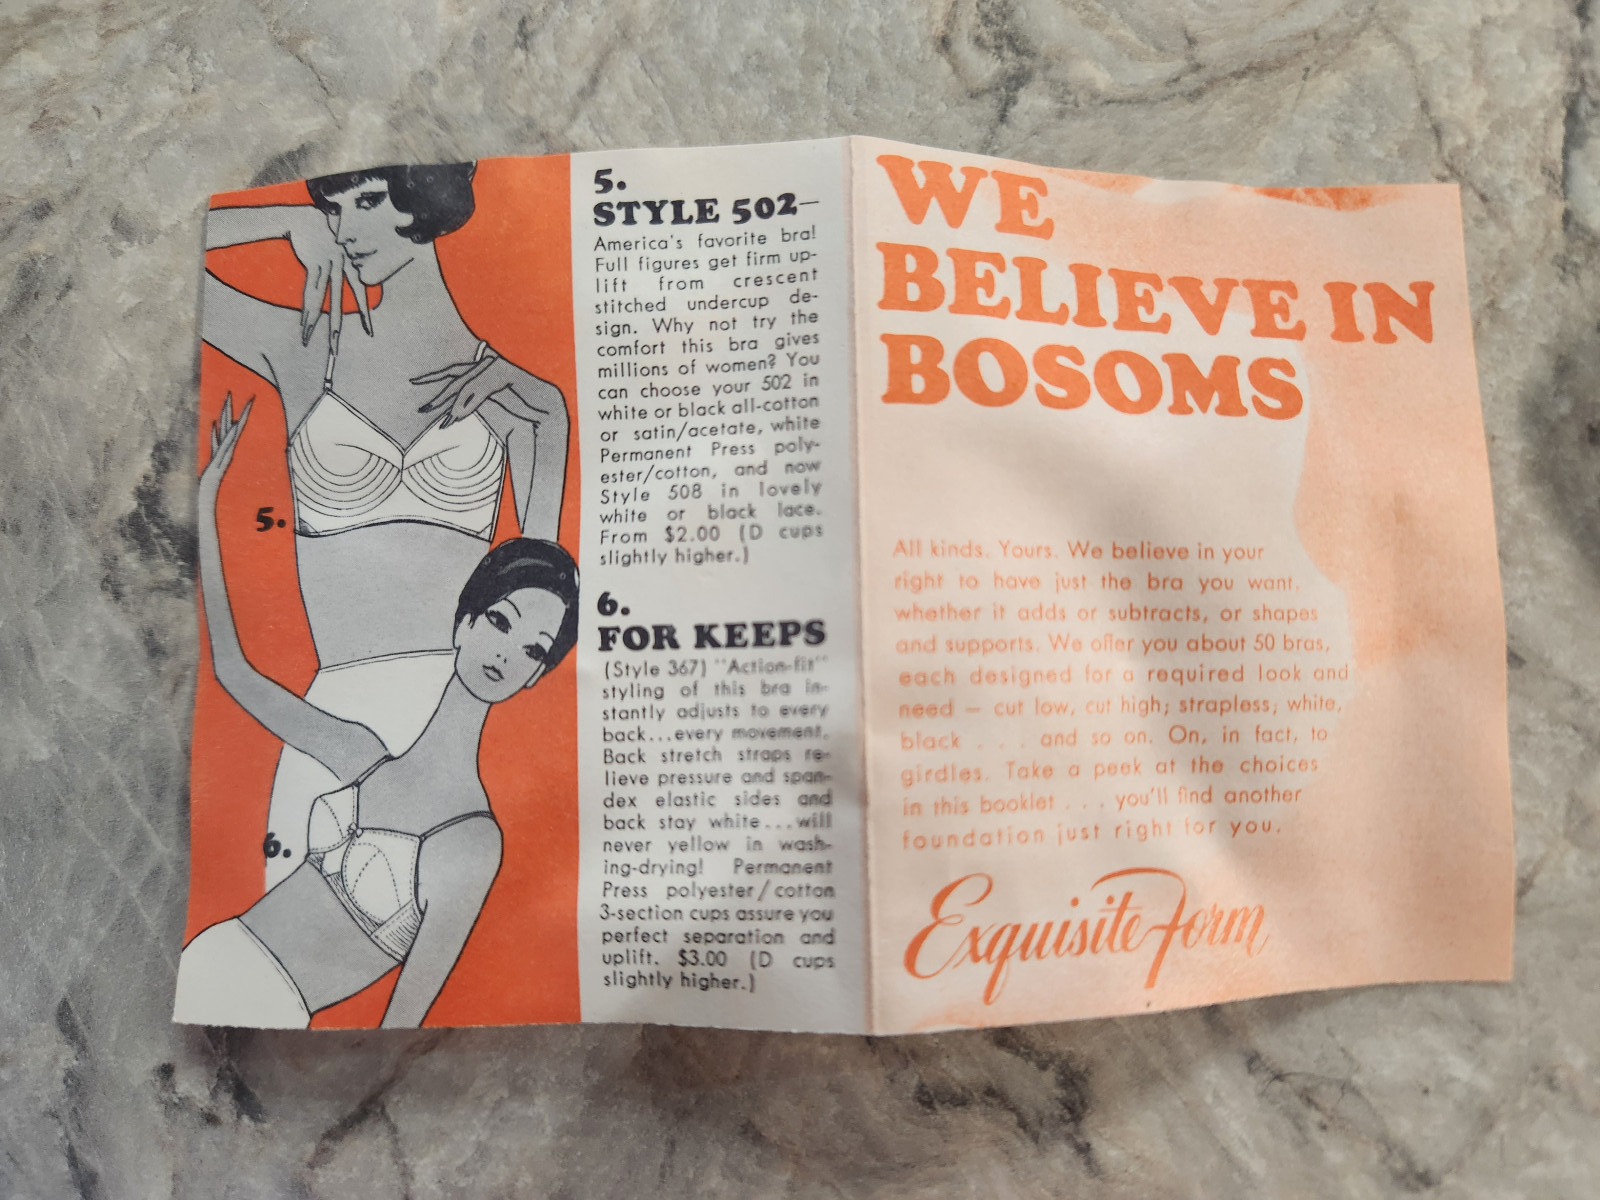 5.
6.
5.
STYLE 502—
America's favorite bra!
Full figures get firm up-
lift from crescent
stitched undercup de-
sign. Why not try the
comfort this bra gives
millions of women? You
can choose your 502 in
white or black all-cotton
or satin/acetate, white
Permanent Press poly-
ester/cotton, and now
Style 508 in lovely
white or black lace.
From $2.00 (D cups
slightly higher.)
6.
FOR KEEPS
(Style 367) "Action-fit"
styling of this bra in-
stantly adjusts to every
back...every movement.
Back stretch straps re-
lieve pressure and span-
dex elastic sides and
back stay white...will
never yellow in wash-
ing-drying! Permanent
Press polyester/cotton
3-section cups assure you
perfect separation and
uplift. $3.00 (D cups
slightly higher.)
WE
BELIEVE IN
BOSOMS
All kinds. Yours. We believe in your
right to have just the bra you want,
whether it adds or subtracts, or shapes
and supports. We offer you about 50 bras,
each designed for a required look and
need — cut low, cut high; strapless; white,
black . . . and so on. On, in fact, to
girdles. Take a peek at the choices
in this booklet . . . you'll find another
foundation just right for you.
Exquisite Form